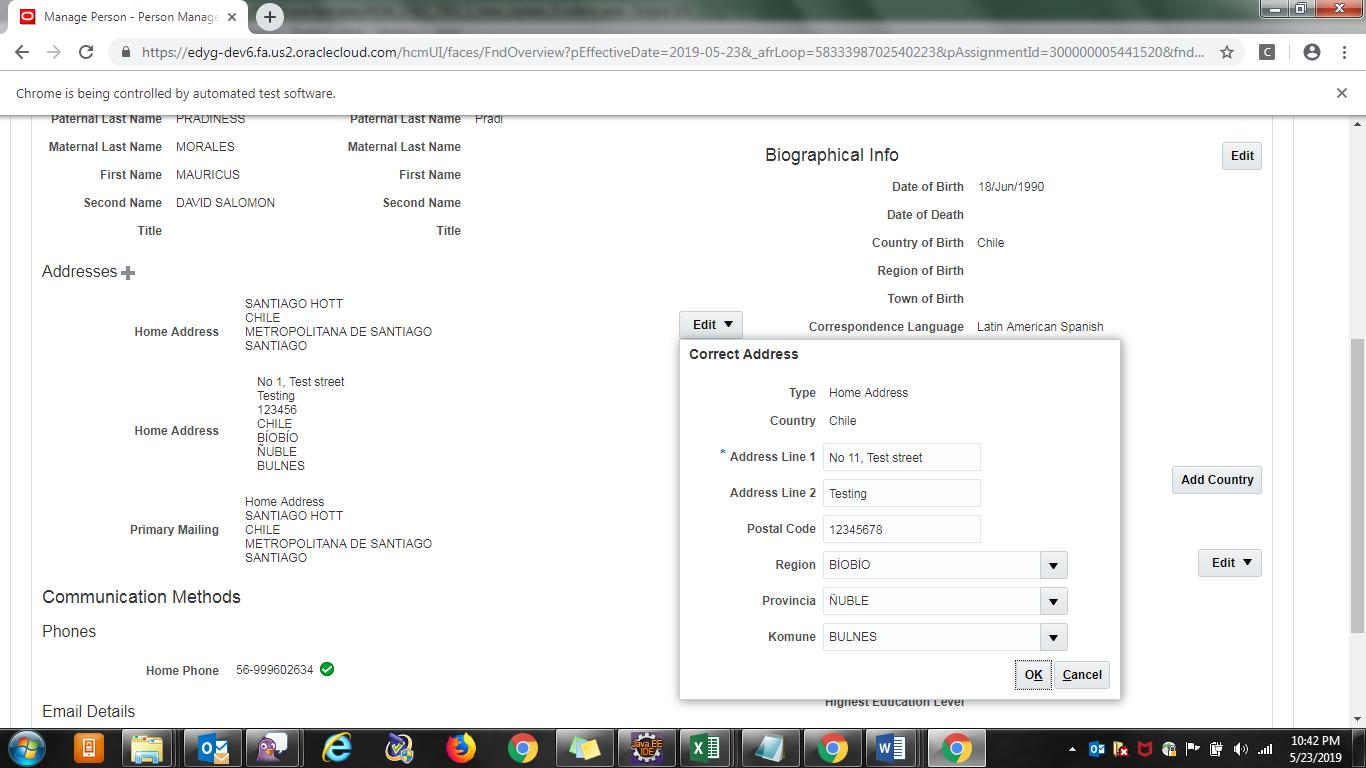 Manage Person - Person Manage
https://edyg-dev6.fa.us2.oraclecloud.com/hcmUI/faces/FndOverview?pEffectiveDate=2019-05-23&_afrLoop=5833398702540223&pAssignmentId=300000005441520&fnd...
C
Chrome is being controlled by automated test software.
Paternal Last Name PRADINESS Paternal Last Name Pradi
Maternal Last Name MORALES Maternal Last Name
First Name MAURICUS First Name
Second Name DAVID SALOMON Second Name
Title Title
Biographical Info Edit
Date of Birth 18/Jun/1990
Date of Death
Country of Birth Chile
Region of Birth
Town of Birth
Correspondence Language Latin American Spanish
Addresses
Home Address
SANTIAGO HOTT
CHILE
METROPOLITANA DE SANTIAGO
SANTIAGO
Edit
Home Address
No 1, Test street
Testing
123456
CHILE
BÍOBÍO
ÑUBLE
BULNES
Primary Mailing
Home Address
SANTIAGO HOTT
CHILE
METROPOLITANA DE SANTIAGO
SANTIAGO
Correct Address
Type Home Address
Country Chile
* Address Line 1 No 11, Test street
Address Line 2 Testing
Postal Code 12345678
Region BÍOBÍO
Provincia ÑUBLE
Komune BULNES
OK Cancel
Add Country
Edit
Highest Education Level
Communication Methods
Phones
Home Phone 56-999602634
Email Details
Java EE
IDE
10:42 PM
5/23/2019